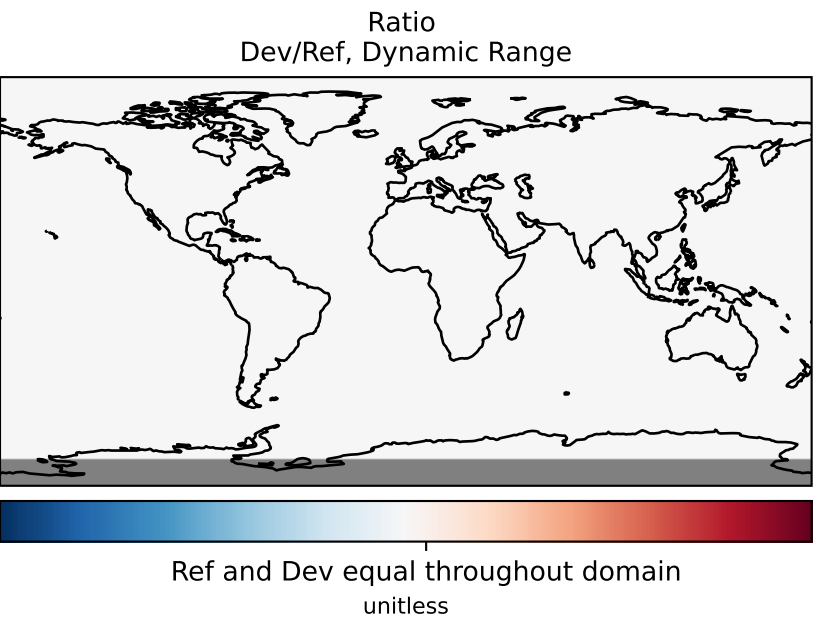 Ratio
Dev/Ref, Dynamic Range
Ref and Dev equal throughout domain
unitless